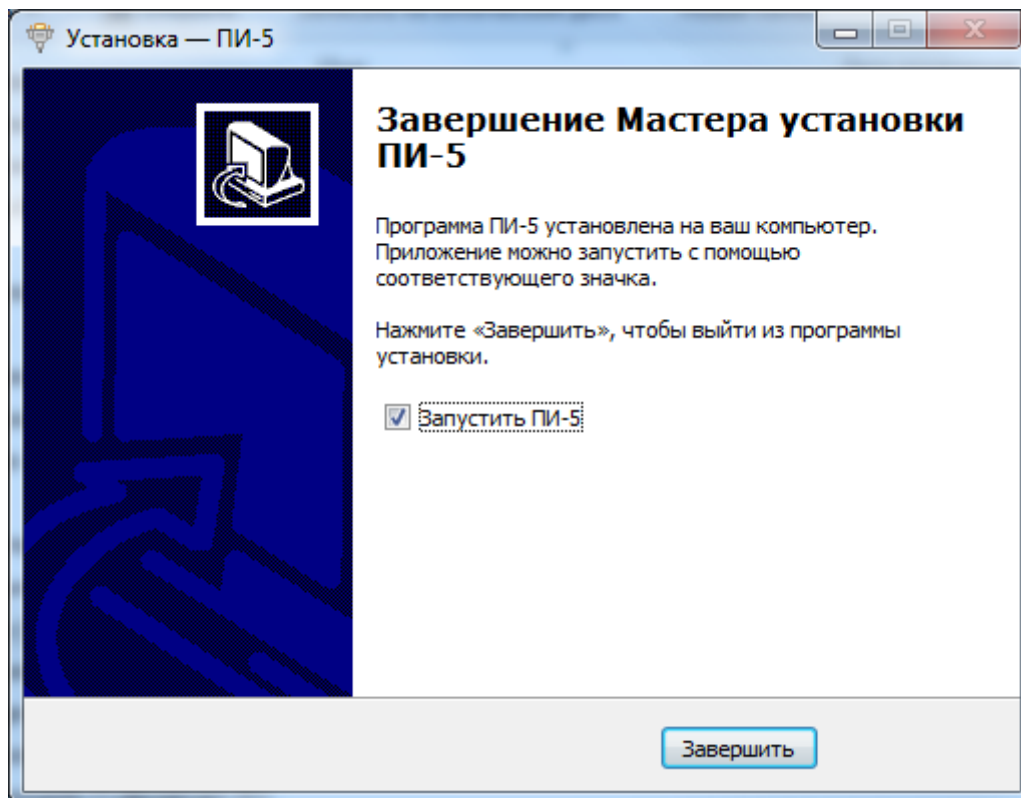 Установка — ПИ-5
Завершение Мастера установки
ПИ-5
Программа ПИ-5 установлена на ваш компьютер.
Приложение можно запустить с помощью
соответствующего значка.
Нажмите «Завершить», чтобы выйти из программы
установки.
Запустить ПИ-5
Завершить